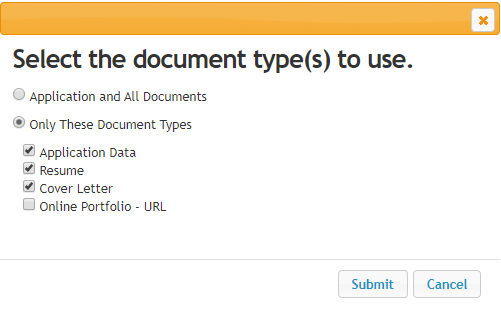 Select the document type(s) to use.
Application and All Documents
Only These Document Types
Application Data
Resume
Cover Letter
Online Portfolio - URL
Submit Cancel